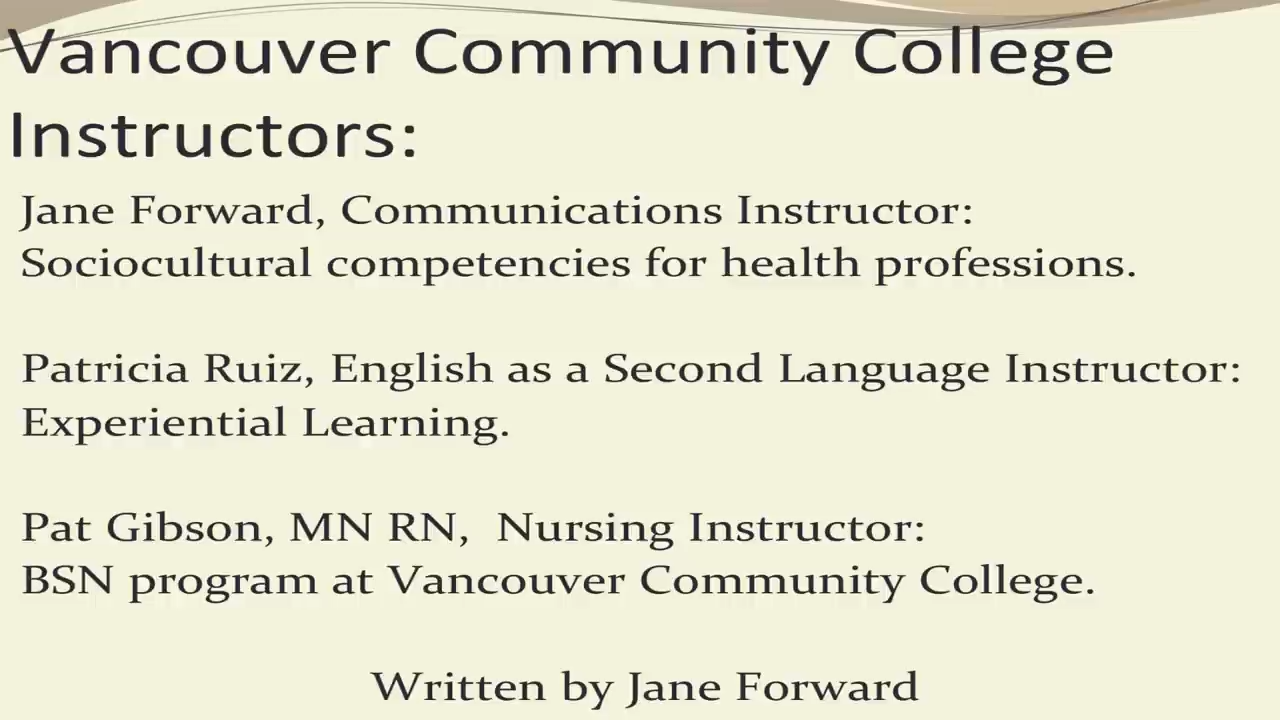 Vancouver Community College
Instructors:
Jane Forward, Communications Instructor:
Sociocultural competencies for health professions.
Patricia Ruiz, English as a Second Language Instructor:
Experiential Learning.
Pat Gibson, MN RN,  Nursing Instructor:
BSN program at Vancouver Community College.
Written by Jane Forward